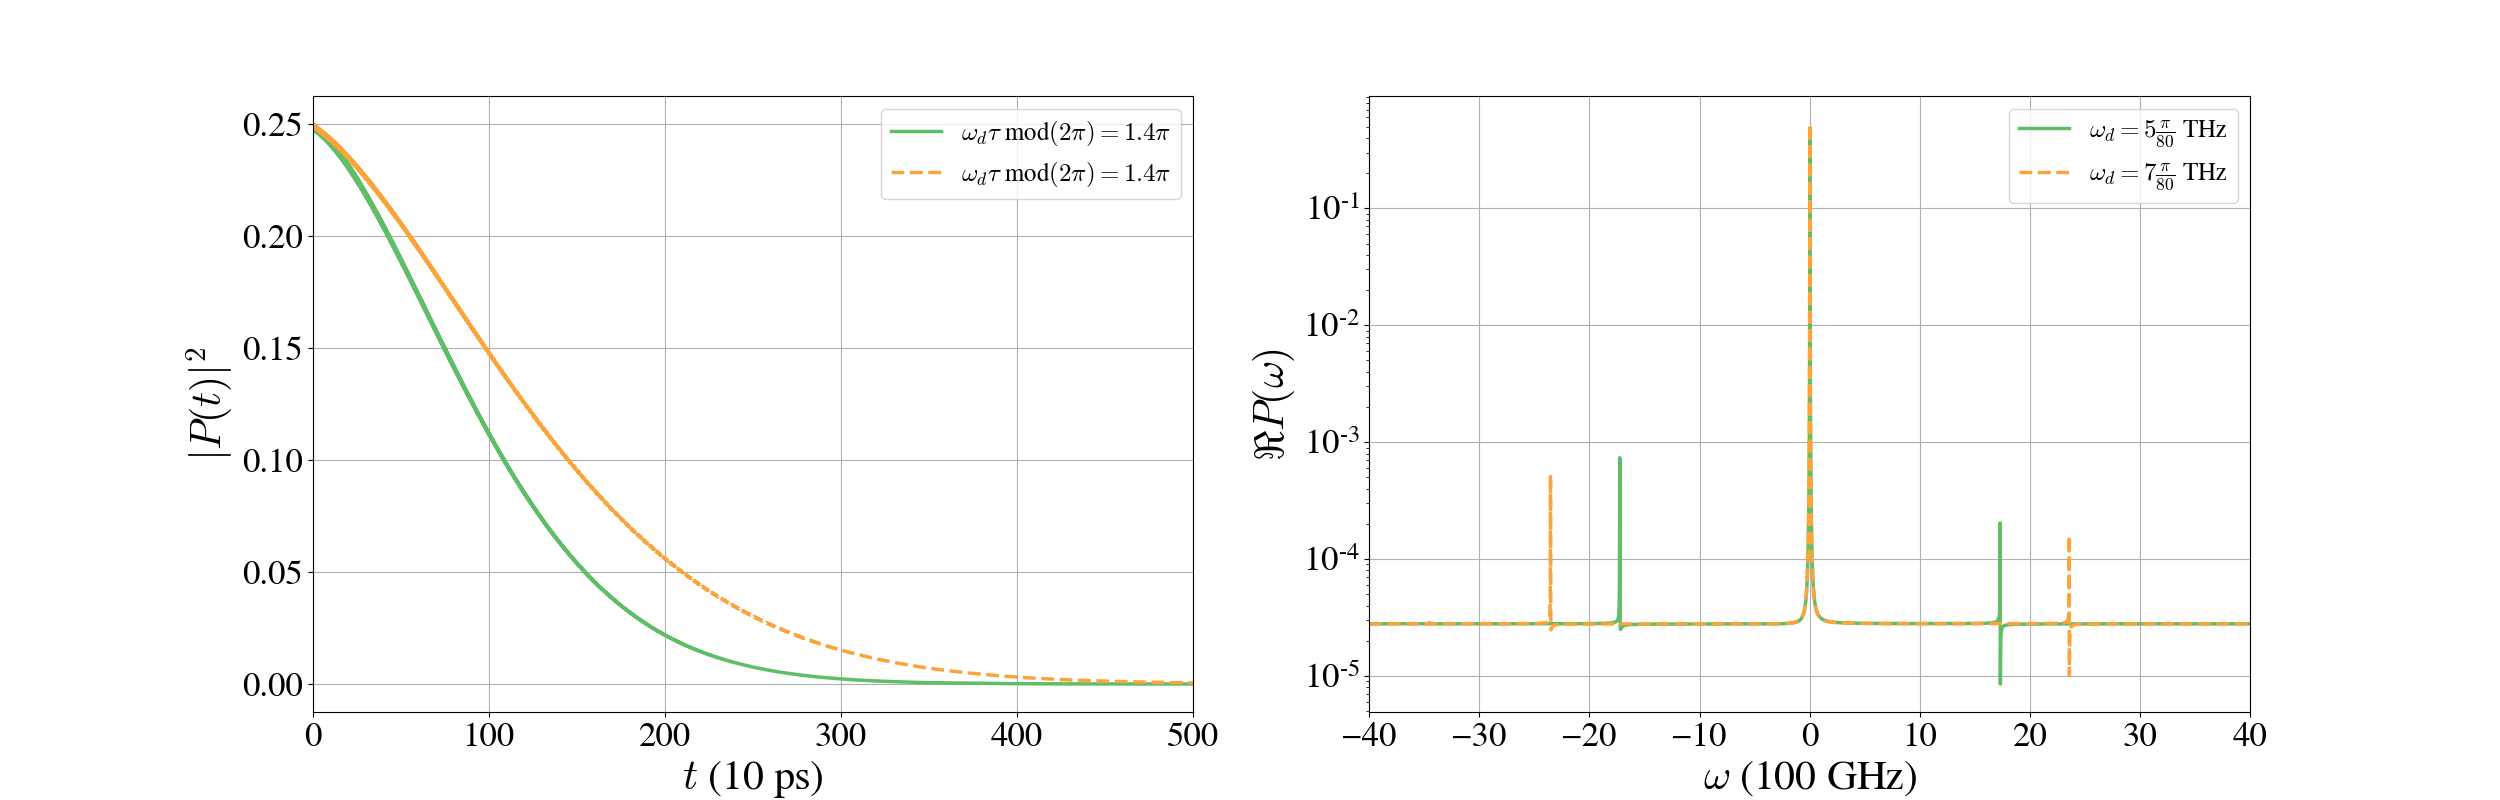 0.25
0.20
0.15
0.10
0.05
0.00
|P(t)|²
0 100 200 300 400 500
t (10 ps)
ω_d τ mod(2π) = 1.4π
ω_d τ mod(2π) = 1.4π
10⁻¹
10⁻²
10⁻³
10⁻⁴
10⁻⁵
ℜP(ω)
−40 −30 −20 −10 0 10 20 30 40
ω (100 GHz)
ω_d = 5 π/80 THz
ω_d = 7 π/80 THz